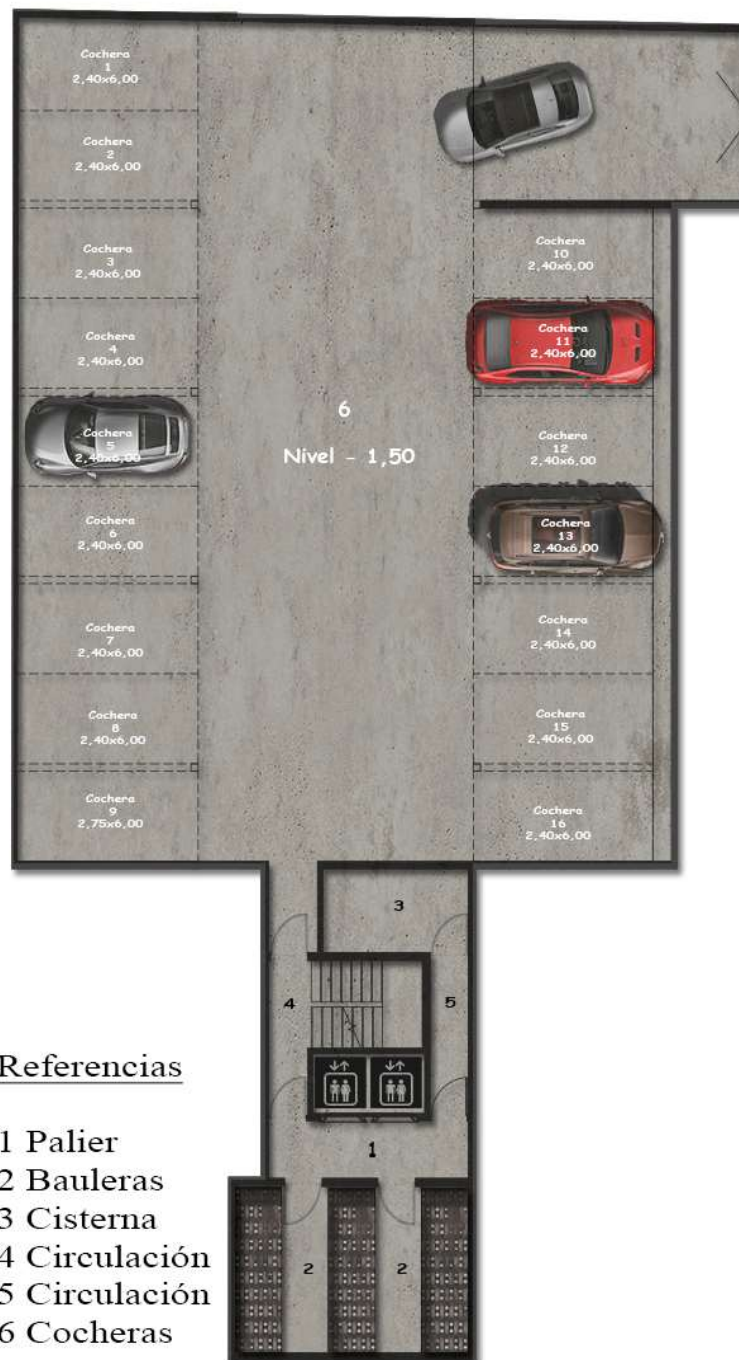 Cochera
1
2,40x6,00
Cochera
2
2,40x6,00
Cochera
3
2,40x6,00
Cochera
4
2,40x6,00
Cochera
5
2,40x6,00
Cochera
6
2,40x6,00
Cochera
7
2,40x6,00
Cochera
8
2,40x6,00
Cochera
9
2,75x6,00
6
Nivel - 1,50
Cochera
10
2,40x6,00
Cochera
11
2,40x6,00
Cochera
12
2,40x6,00
Cochera
13
2,40x6,00
Cochera
14
2,40x6,00
Cochera
15
2,40x6,00
Cochera
16
2,40x6,00
3
4
5
1
2
2
Referencias
1 Palier
2 Bauleras
3 Cisterna
4 Circulación
5 Circulación
6 Cocheras